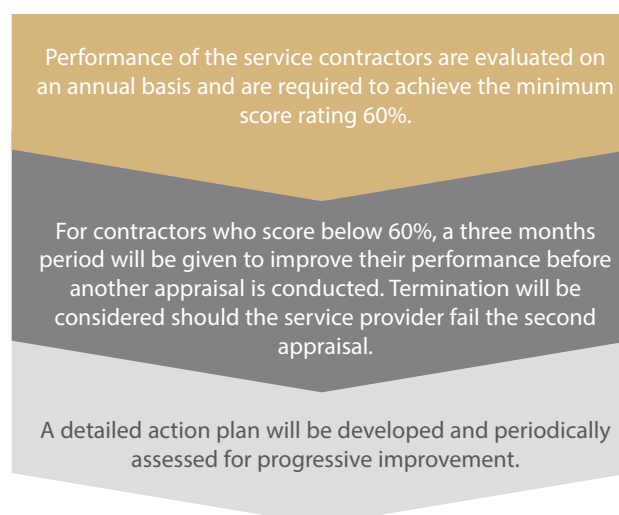 Performance of the service contractors are evaluated on
an annual basis and are required to achieve the minimum
score rating 60%.
For contractors who score below 60%, a three months
period will be given to improve their performance before
another appraisal is conducted. Termination will be
considered should the service provider fail the second
appraisal.
A detailed action plan will be developed and periodically
assessed for progressive improvement.